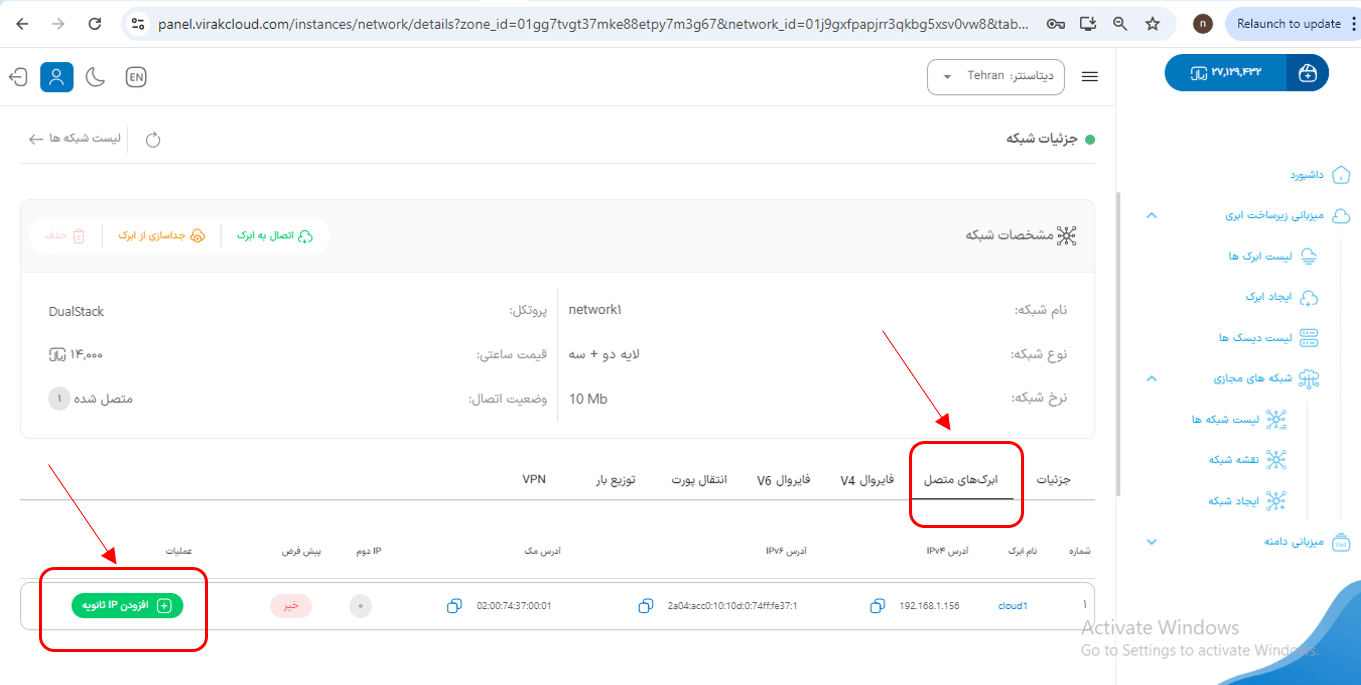 panel.virakcloud.com/instances/network/details?zone_id=01gg7tvgt37mke88etpy7m3g67&network_id=01j9gxfpapjrr3qkbg5xsv0vw8&tab...
n
Relaunch to update
EN
دیتاسنتر: Tehran
۲۷,۱۲۹,۴۳۲
جزئیات شبکه
لیست شبکه ها
داشبورد
میزبانی زیرساخت ابری
لیست ابرک ها
ایجاد ابرک
لیست دیسک ها
شبکه های مجازی
لیست شبکه ها
نقشه شبکه
ایجاد شبکه
میزبانی دامنه
مشخصات شبکه
اتصال به ابرک
جداسازی از ابرک
حذف
نام شبکه: network۱
پروتکل: DualStack
نوع شبکه: لایه دو + سه
قیمت ساعتی: ۱۴,۰۰۰
نرخ شبکه: 10 Mb
وضعیت اتصال: متصل شده ۱
جزئیات ابرک‌های متصل فایروال V4 فایروال V6 انتقال پورت توزیع بار VPN
شماره نام ابرک آدرس IPv۴ آدرس IPv۶ آدرس مک IP دوم پیش فرض عملیات
۱ cloud1 192.168.1.156 2a04:acc0:10:10d:0:74ff:fe37:1 02:00:74:37:00:01 ۰ خیر افزودن IP ثانویه
Activate Windows
Go to Settings to activate Windows.